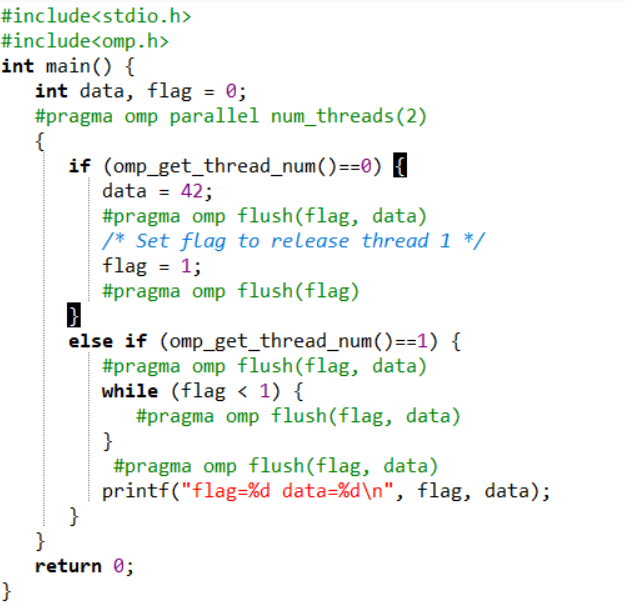 #include<stdio.h>
#include<omp.h>
int main() {
   int data, flag = 0;
   #pragma omp parallel num_threads(2)
   {
      if (omp_get_thread_num()==0) {
         data = 42;
         #pragma omp flush(flag, data)
         /* Set flag to release thread 1 */
         flag = 1;
         #pragma omp flush(flag)
      }
      else if (omp_get_thread_num()==1) {
         #pragma omp flush(flag, data)
         while (flag < 1) {
            #pragma omp flush(flag, data)
         }
          #pragma omp flush(flag, data)
         printf("flag=%d data=%d\n", flag, data);
      }
   }
   return 0;
}